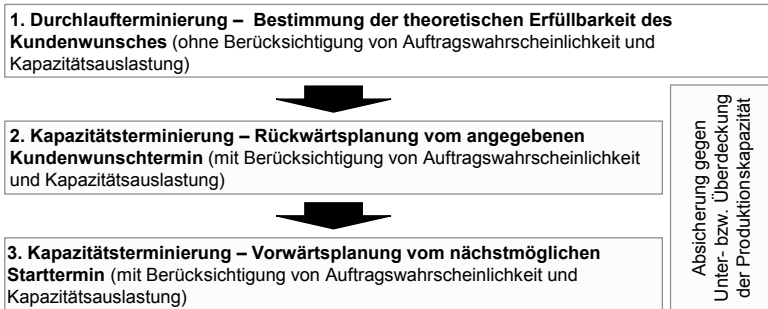 1. Durchlaufterminierung – Bestimmung der theoretischen Erfüllbarkeit des
Kundenwunsches (ohne Berücksichtigung von Auftragswahrscheinlichkeit und
Kapazitätsauslastung)
2. Kapazitätsterminierung – Rückwärtsplanung vom angegebenen
Kundenwunschtermin (mit Berücksichtigung von Auftragswahrscheinlichkeit
und Kapazitätsauslastung)
3. Kapazitätsterminierung – Vorwärtsplanung vom nächstmöglichen
Starttermin (mit Berücksichtigung von Auftragswahrscheinlichkeit und
Kapazitätsauslastung)
Absicherung gegen
Unter- bzw. Überdeckung
der Produktionskapazität